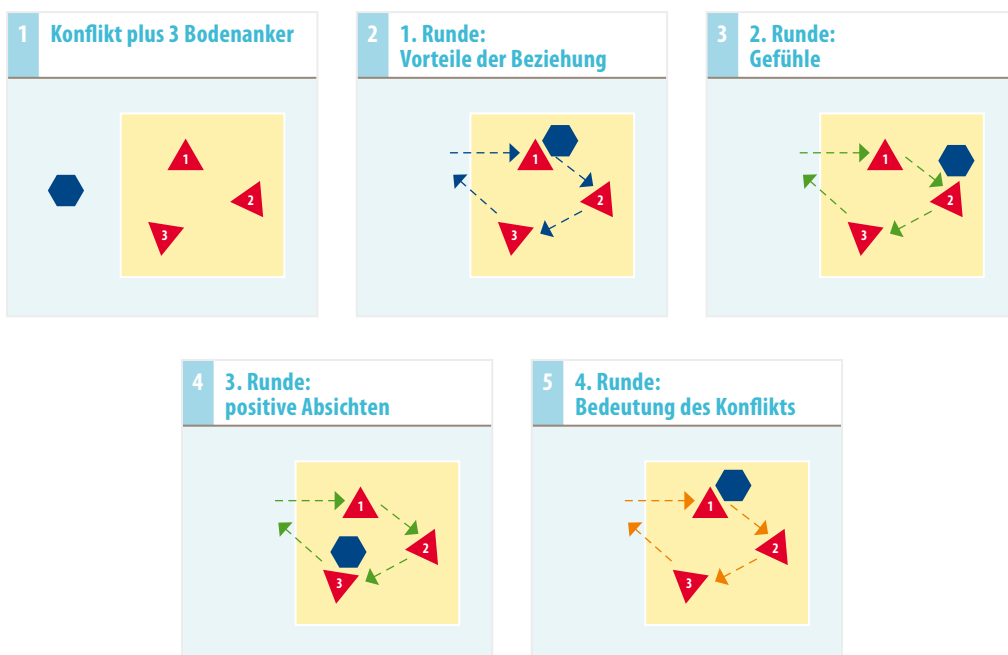 1
Konflikt plus 3 Bodenanker
1
2
3
2
1. Runde:
Vorteile der Beziehung
1
2
3
3
2. Runde:
Gefühle
1
2
3
4
3. Runde:
positive Absichten
1
2
3
5
4. Runde:
Bedeutung des Konflikts
1
2
3